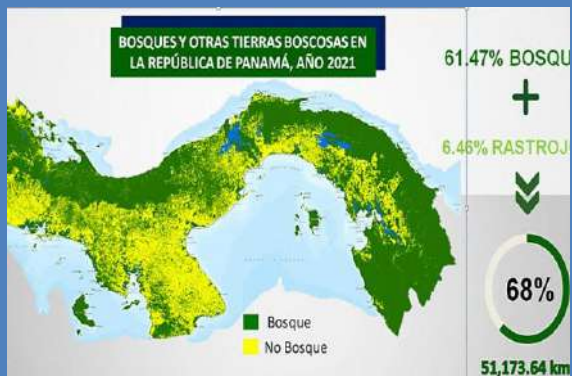 BOSQUES Y OTRAS TIERRAS BOSCOSAS EN
LA REPÚBLICA DE PANAMÁ, AÑO 2021
61.47% BOSQU
+
6.46% RASTROJ
68%
51,173.64 km
Bosque
No Bosque